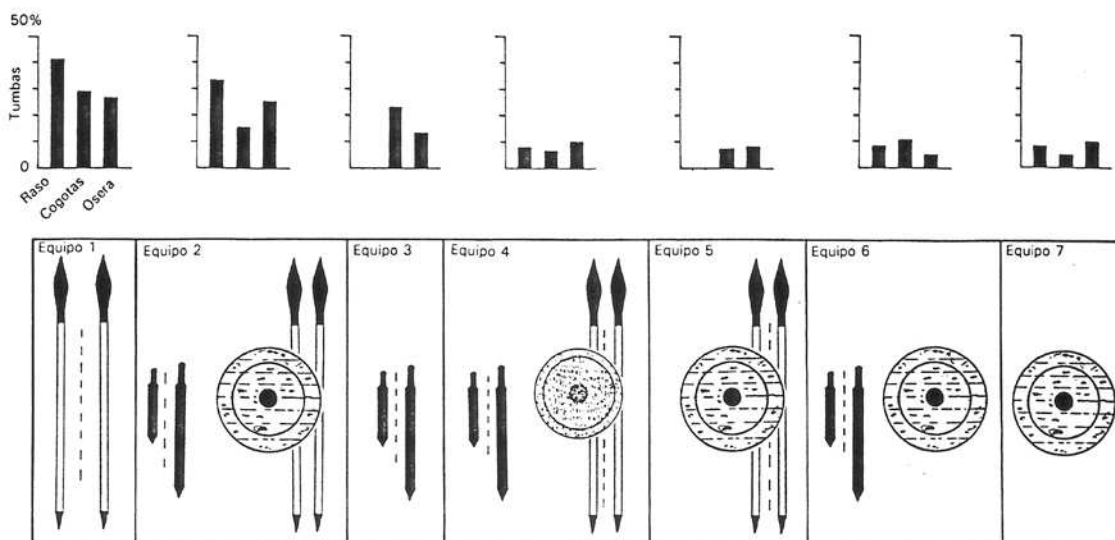 50%
Tumbas
0
Raso
Cogotas
Osera
Equipo 1
Equipo 2
Equipo 3
Equipo 4
Equipo 5
Equipo 6
Equipo 7